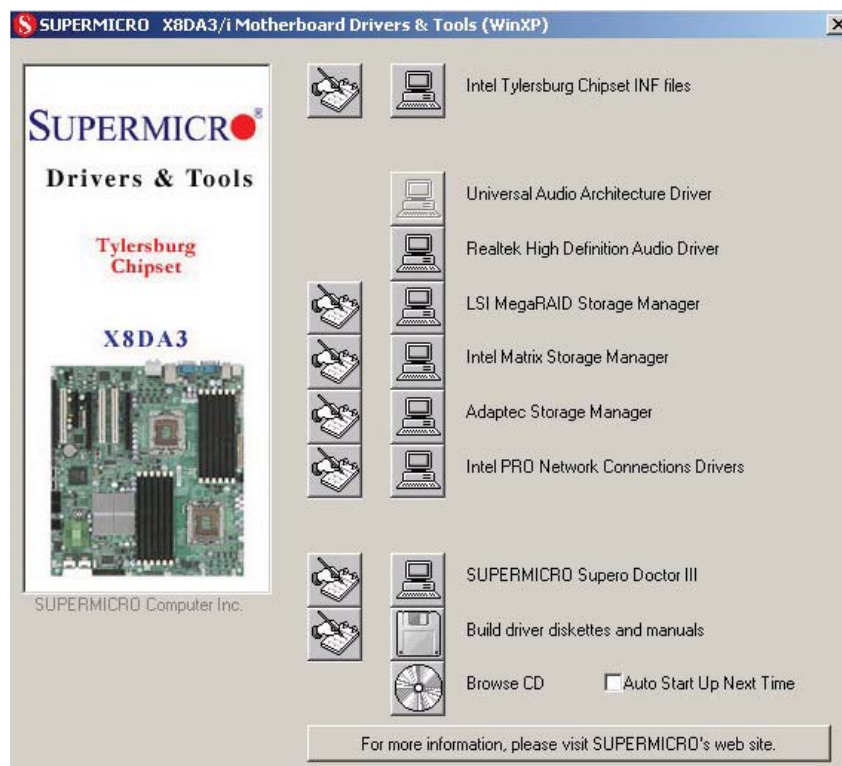 SUPERMICRO X8DA3/i Motherboard Drivers & Tools (WinXP)
SUPERMICRO®
Drivers & Tools
Tylersburg
Chipset
X8DA3
SUPERMICRO Computer Inc.
Intel Tylersburg Chipset INF files
Universal Audio Architecture Driver
Realtek High Definition Audio Driver
LSI MegaRAID Storage Manager
Intel Matrix Storage Manager
Adaptec Storage Manager
Intel PRO Network Connections Drivers
SUPERMICRO Supero Doctor III
Build driver diskettes and manuals
Browse CD
Auto Start Up Next Time
For more information, please visit SUPERMICRO's web site.